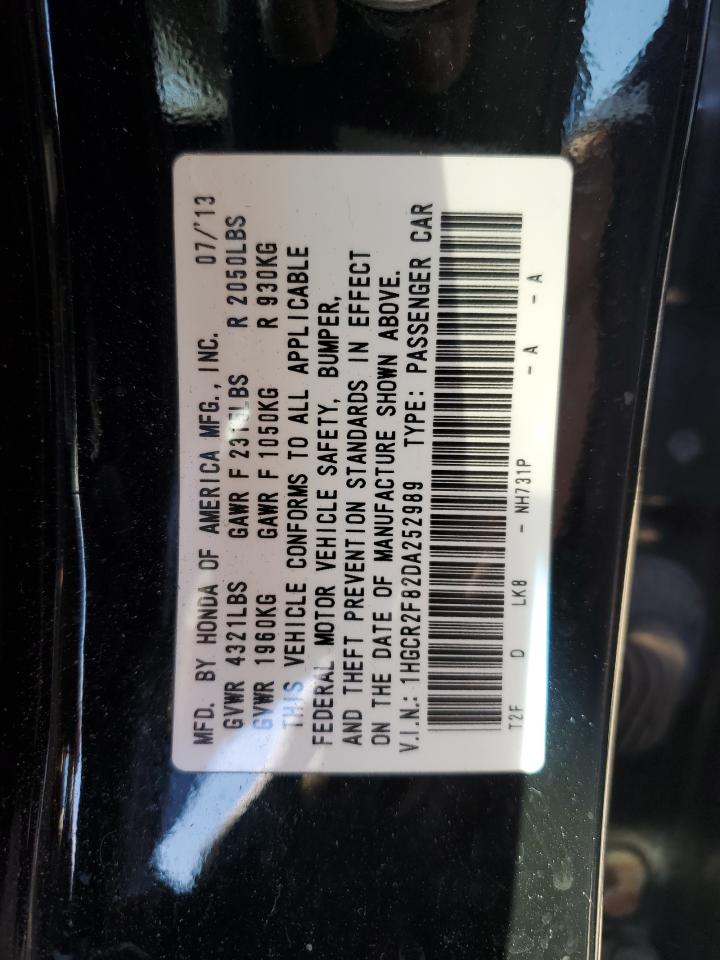 MFD. BY HONDA OF AMERICA MFG., INC. 07/'13
GVWR 4321LBS GAWR F R 2050LBS
GVWR 1960KG GAWR F 1050KG R 930KG
THIS VEHICLE CONFORMS TO ALL APPLICABLE
FEDERAL MOTOR VEHICLE SAFETY, BUMPER,
AND THEFT PREVENTION STANDARDS IN EFFECT
ON THE DATE OF MANUFACTURE SHOWN ABOVE.
V.I.N.: 1HGCR2F82DA252989 TYPE: PASSENGER CAR
T2F D LK8 - NH731P - A - A